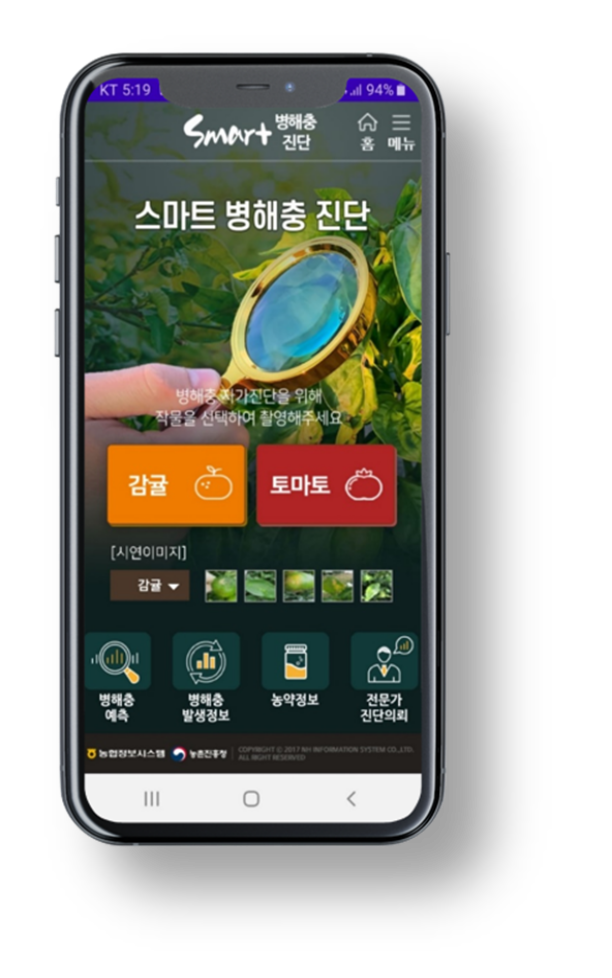 KT 5:19
94%
Smart 병해충
진단
홈 메뉴
스마트 병해충 진단
병해충 자가진단을 위해
작물을 선택하여 촬영해주세요
감귤
토마토
[시연이미지]
감귤
병해충
예측
병해충
발생정보
농약정보
전문가
진단의뢰
농협정보시스템 농촌진흥청
COPYRIGHT © 2017 NH INFORMATION SYSTEM CO.,LTD.
ALL RIGHT RESERVED